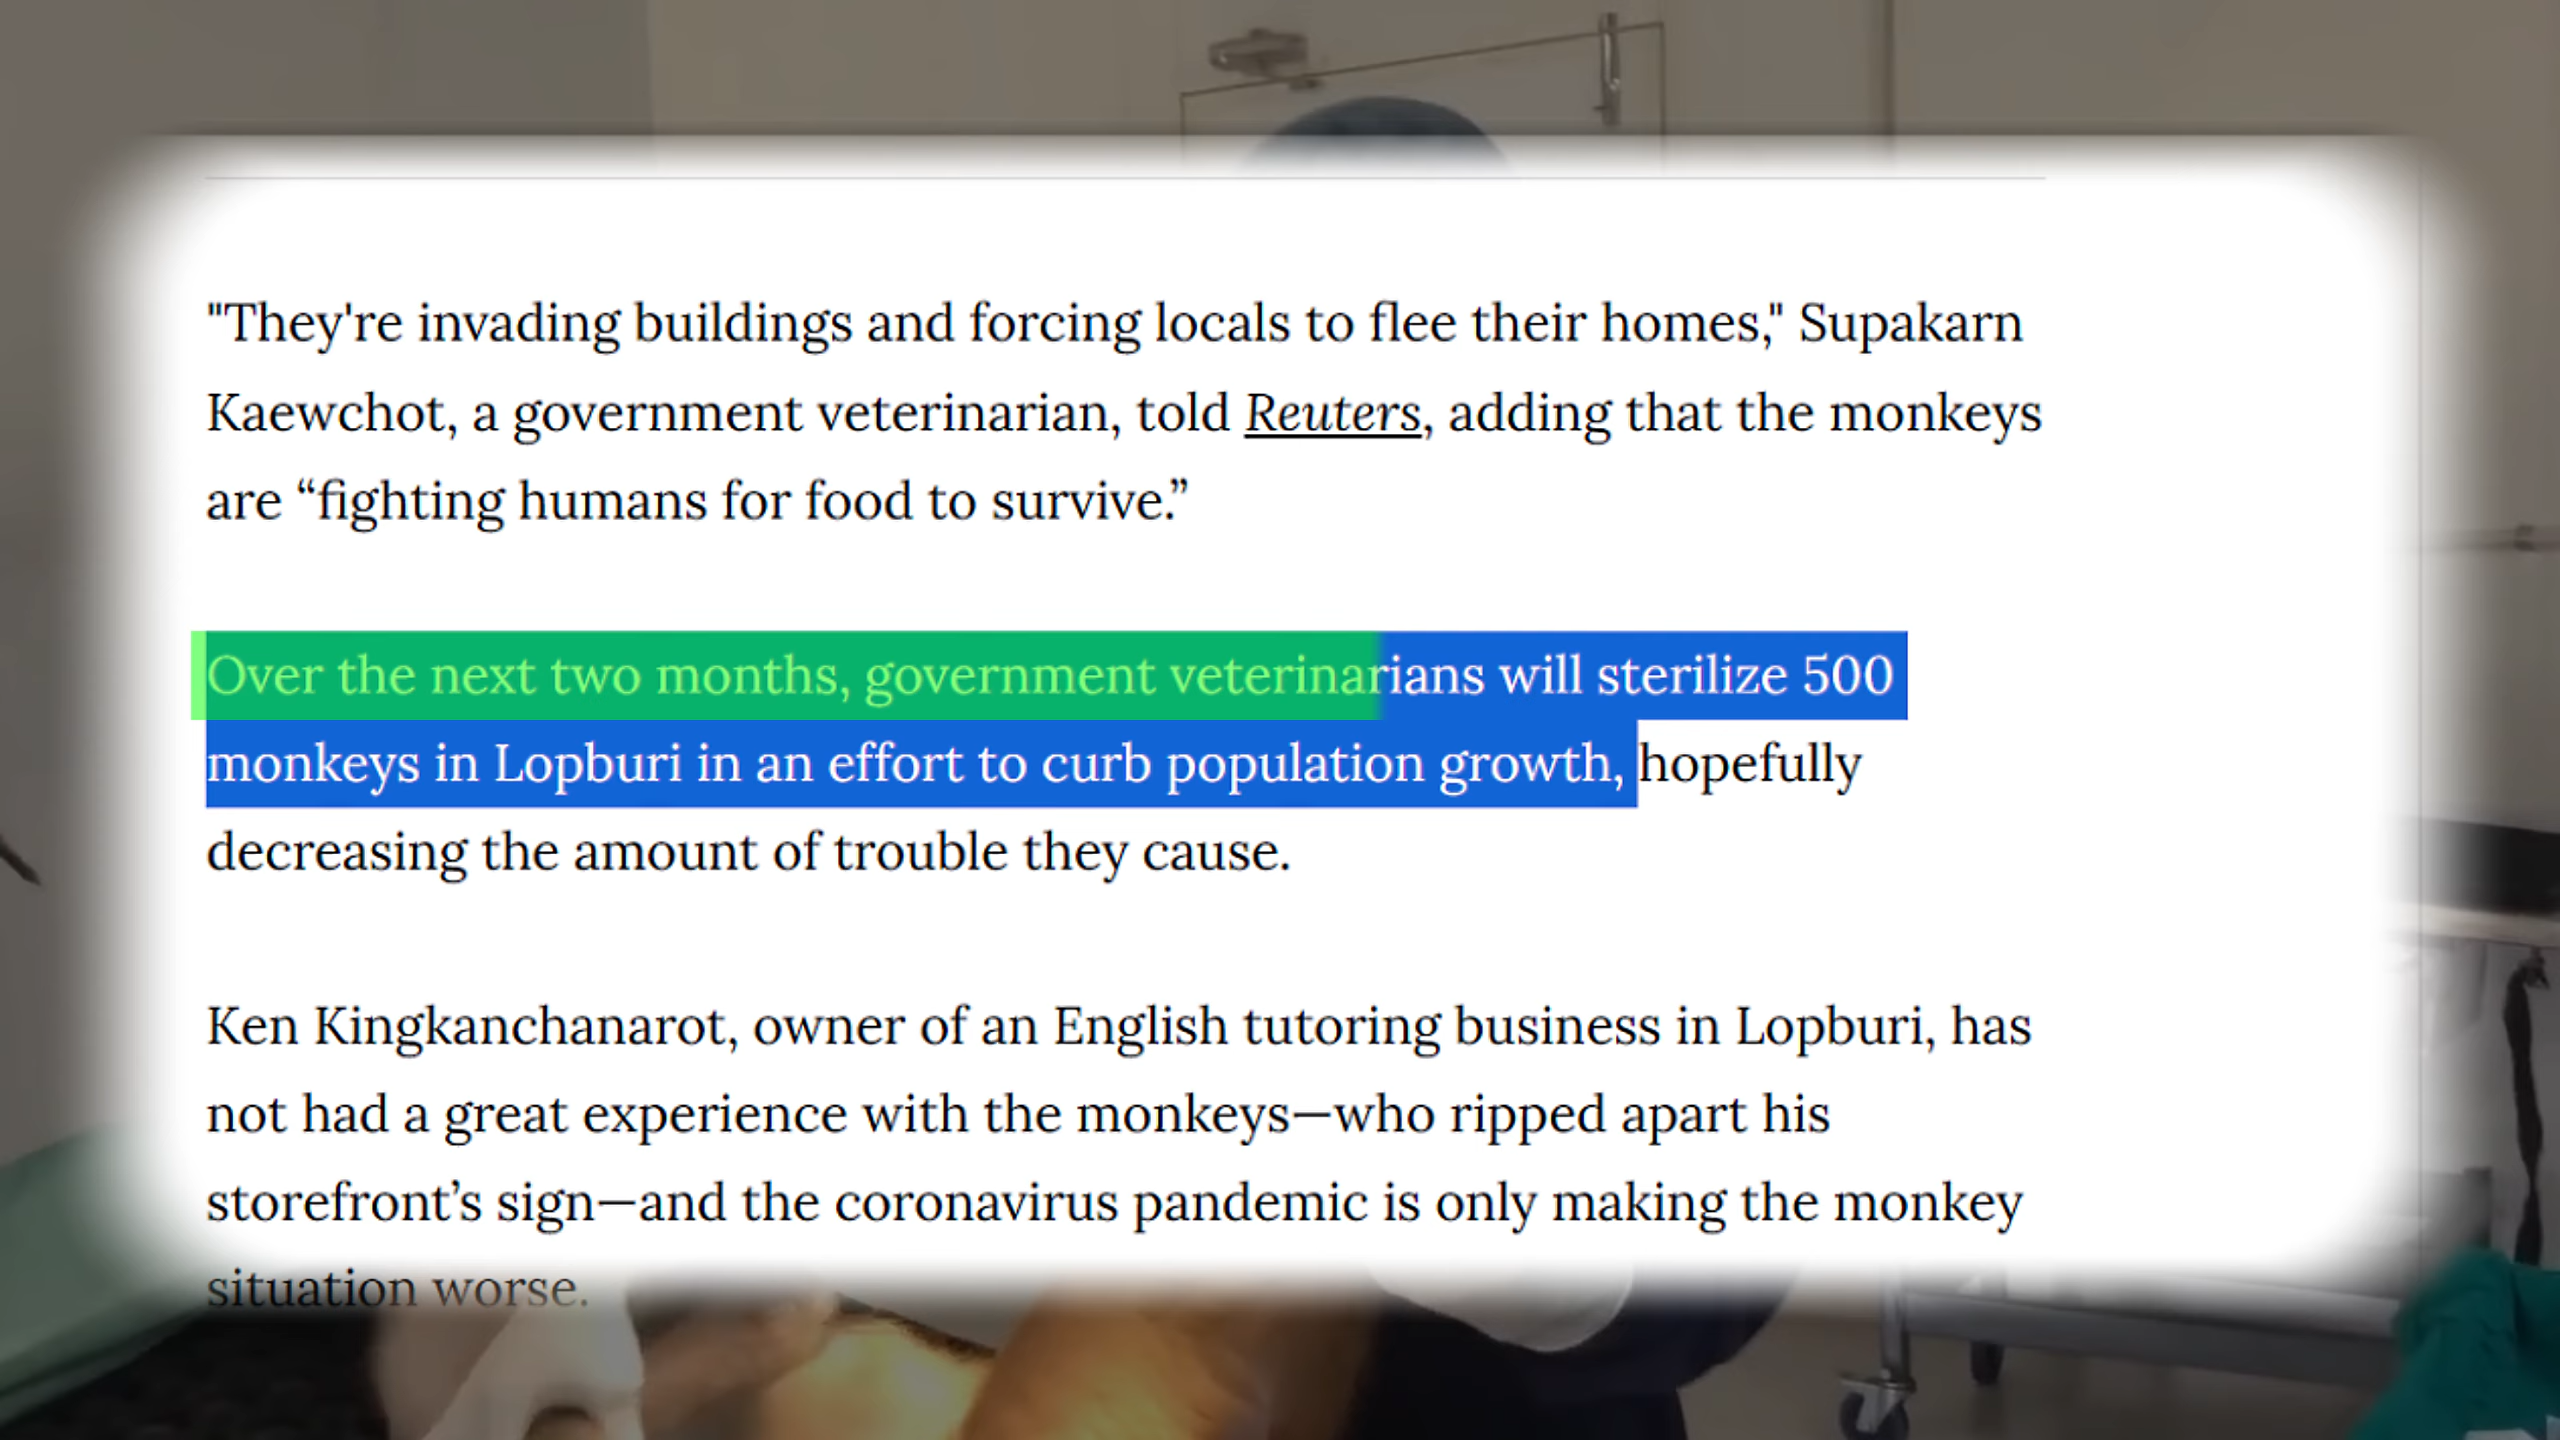 "They're invading buildings and forcing locals to flee their homes," Supakarn
Kaewchot, a government veterinarian, told Reuters, adding that the monkeys
are “fighting humans for food to survive.”
Over the next two months, government veterinarians will sterilize 500
monkeys in Lopburi in an effort to curb population growth, hopefully
decreasing the amount of trouble they cause.
Ken Kingkanchanarot, owner of an English tutoring business in Lopburi, has
not had a great experience with the monkeys—who ripped apart his
storefront’s sign—and the coronavirus pandemic is only making the monkey
situation worse.